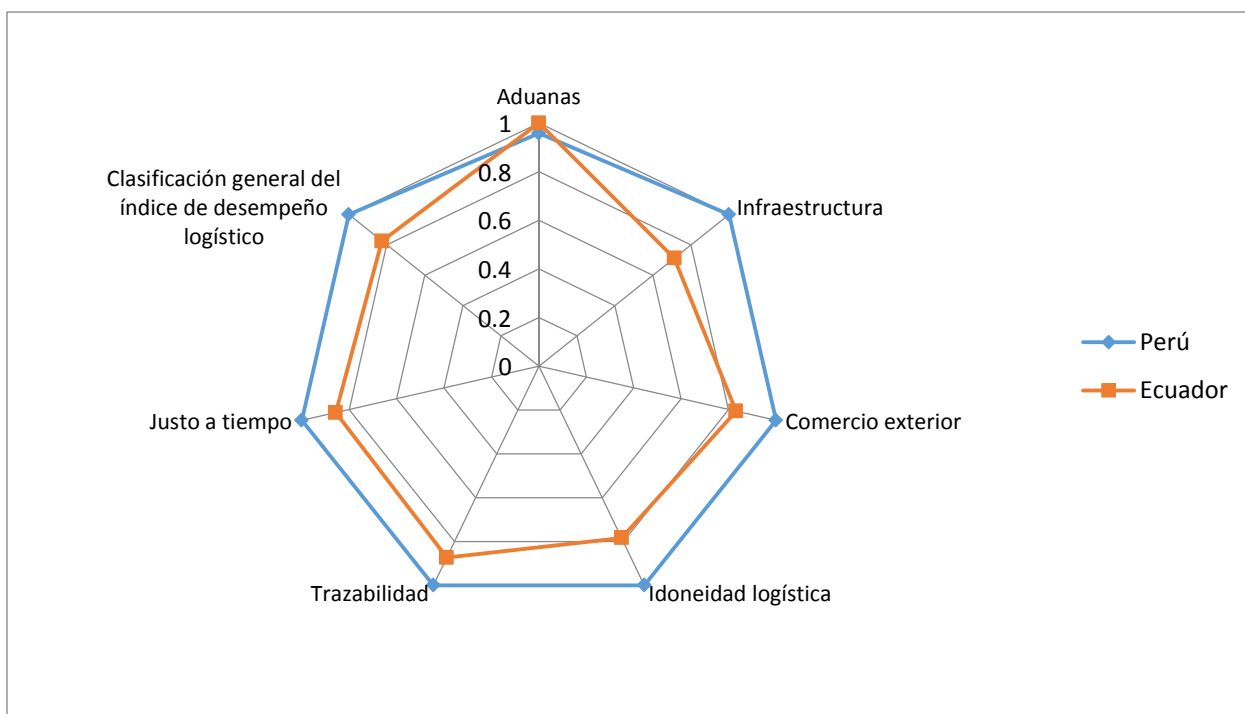 Aduanas
1
0.8
0.6
0.4
0.2
0
Clasificación general del
índice de desempeño
logístico
Infraestructura
Justo a tiempo
Comercio exterior
Trazabilidad
Idoneidad logística
Perú
Ecuador